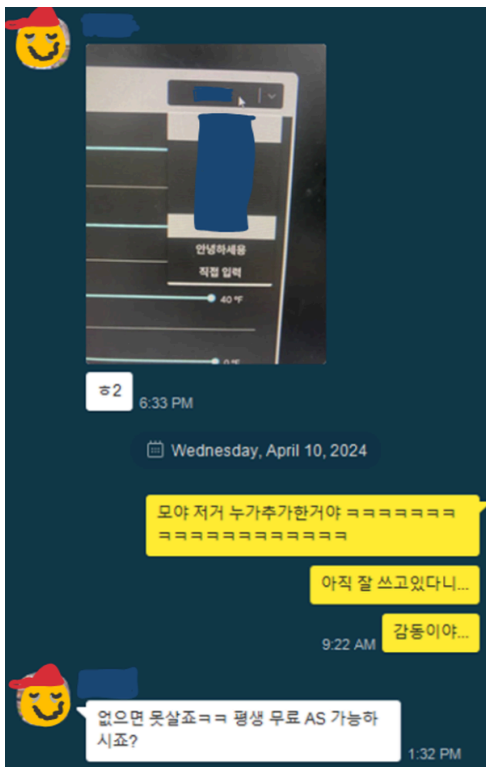 안녕하세용
직접 입력
40 °F
0 °F
ㅎ2
6:33 PM
Wednesday, April 10, 2024
모야 저거 누가추가한거야 ㅋㅋㅋㅋㅋㅋㅋ
ㅋㅋㅋㅋㅋㅋㅋㅋㅋㅋㅋㅋ
아직 잘 쓰고있다니...
감동이야...
9:22 AM
없으면 못살죠ㅋㅋ 평생 무료 AS 가능하
시죠?
1:32 PM